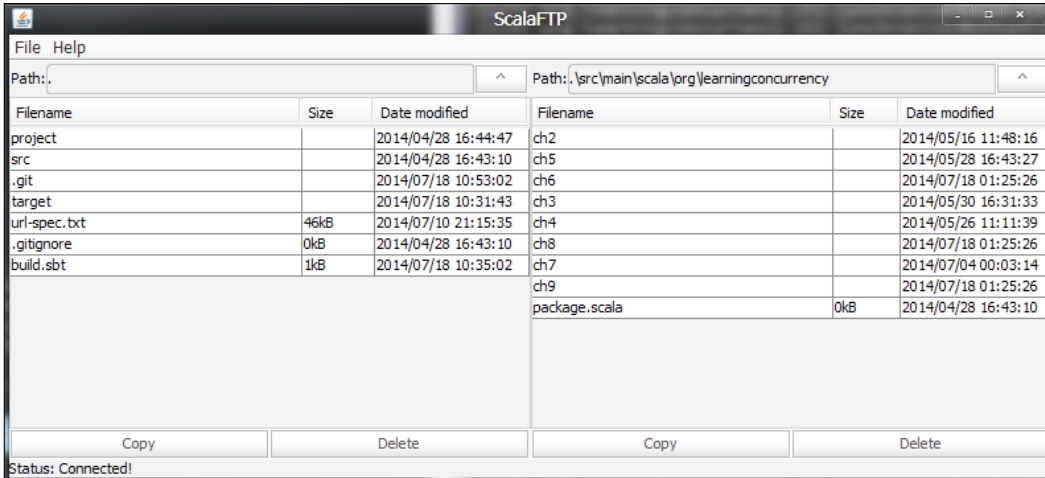 ScalaFTP
File Help
Path: . ^ Path: .\src\main\scala\org\learningconcurrency ^
Filename Size Date modified Filename Size Date modified
project 2014/04/28 16:44:47 ch2 2014/05/16 11:48:16
src 2014/04/28 16:43:10 ch5 2014/05/28 16:43:27
.git 2014/07/18 10:53:02 ch6 2014/07/18 01:25:26
target 2014/07/18 10:31:43 ch3 2014/05/30 16:31:33
url-spec.txt 46kB 2014/07/10 21:15:35 ch4 2014/05/26 11:11:39
.gitignore 0kB 2014/04/28 16:43:10 ch8 2014/07/18 01:25:26
build.sbt 1kB 2014/07/18 10:35:02 ch7 2014/07/04 00:03:14
ch9 2014/07/18 01:25:26
package.scala 0kB 2014/04/28 16:43:10
Copy Delete Copy Delete
Status: Connected!